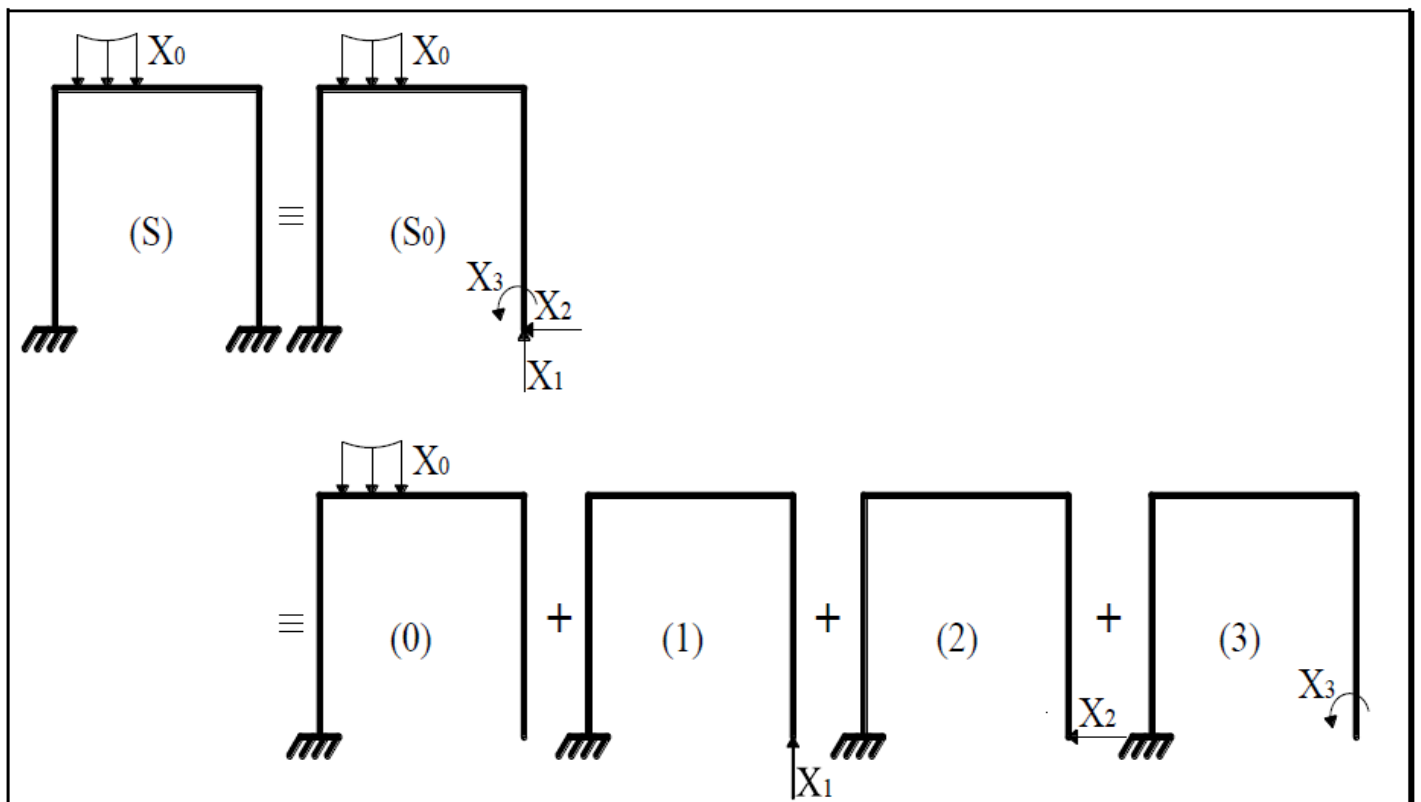 X0 X0
(S) ≡ (S0)
X3
X2
X1
X0
≡ (0) + (1) + (2) + (3)
X3
X2
X1